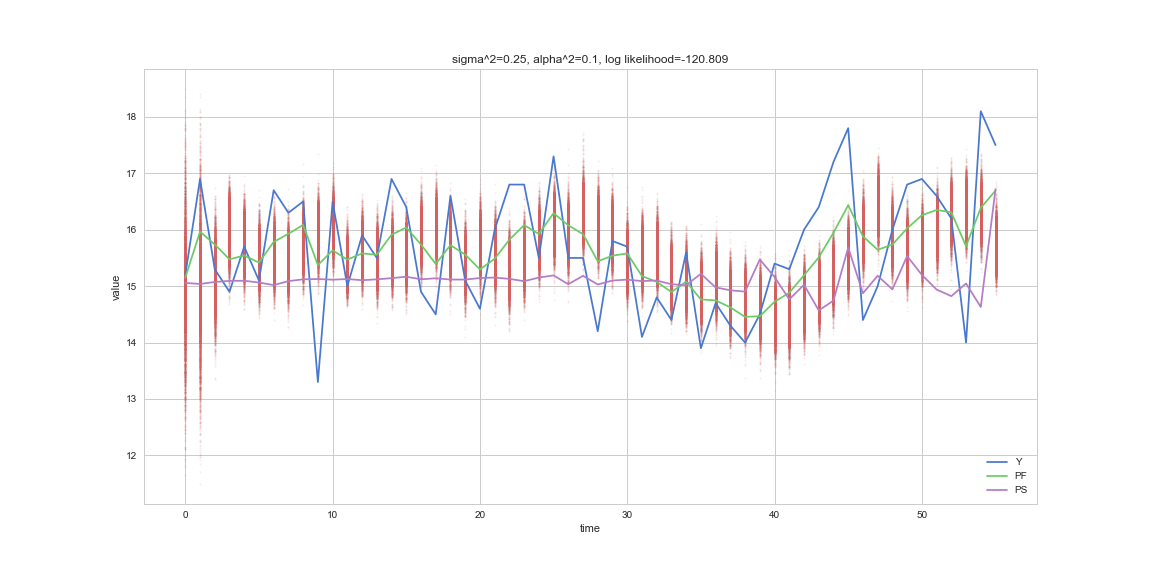 sigma^2=0.25, alpha^2=0.1, log likelihood=-120.809
18
17
16
15
14
13
12
value
0
10
20
30
40
50
time
Y
PF
PS